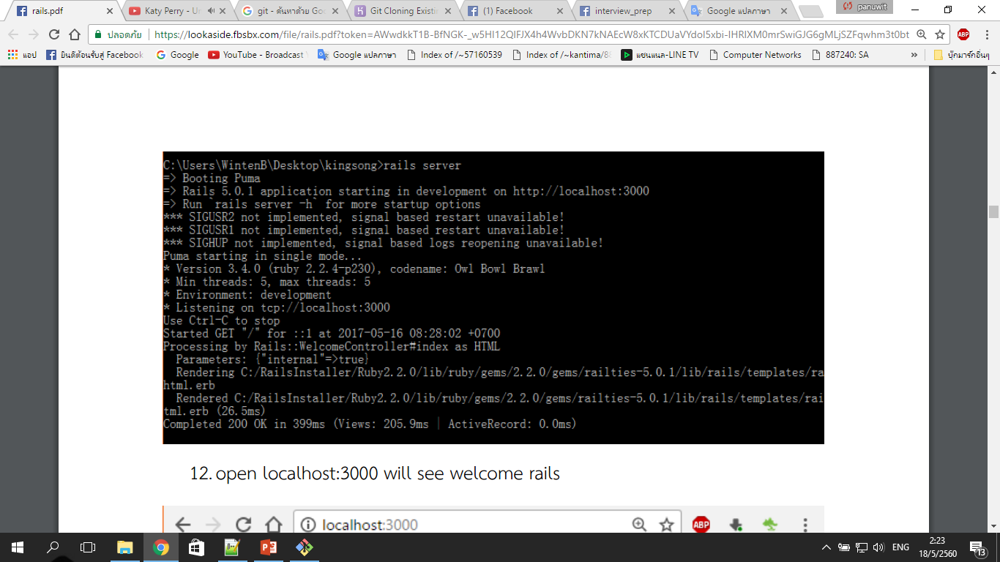 rails.pdf
Katy Perry - Un
git - ค้นหาด้วย Goo
Git Cloning Existin
(1) Facebook
interview_prep
Google แปลภาษา
panuwit
ปลอดภัย
https://lookaside.fbsbx.com/file/rails.pdf?token=AWwdkkT1B-BfNGK-_w5HI12QIFJX4h4WvbDKN7kNAEcW8xKTCDUaVYdoI5xbi-IHRIXM0mrSwiGJG6gMLjSZFqwhm3t0bt
ABP
แอป
ยินดีต้อนรับสู่ Facebook
Google
YouTube - Broadcast
Google แปลภาษา
Index of /~57160539
Index of /~kantima/88
แชนแนล-LINE TV
Computer Networks
887240: SA
»
บุ๊กมาร์กอื่นๆ
C:\Users\WintenB\Desktop\kingsong>rails server
=> Booting Puma
=> Rails 5.0.1 application starting in development on http://localhost:3000
=> Run `rails server -h` for more startup options
*** SIGUSR2 not implemented, signal based restart unavailable!
*** SIGUSR1 not implemented, signal based restart unavailable!
*** SIGHUP not implemented, signal based logs reopening unavailable!
Puma starting in single mode...
* Version 3.4.0 (ruby 2.2.4-p230), codename: Owl Bowl Brawl
* Min threads: 5, max threads: 5
* Environment: development
* Listening on tcp://localhost:3000
Use Ctrl-C to stop
Started GET "/" for ::1 at 2017-05-16 08:28:02 +0700
Processing by Rails::WelcomeController#index as HTML
Parameters: {"internal"=>true}
Rendering C:/RailsInstaller/Ruby2.2.0/lib/ruby/gems/2.2.0/gems/railties-5.0.1/lib/rails/templates/ra
html.erb
Rendered C:/RailsInstaller/Ruby2.2.0/lib/ruby/gems/2.2.0/gems/railties-5.0.1/lib/rails/templates/rai
tml.erb (26.5ms)
Completed 200 OK in 399ms (Views: 205.9ms | ActiveRecord: 0.0ms)
12. open localhost:3000 will see welcome rails
localhost:3000
ABP
ENG
2:23
18/5/2560
13